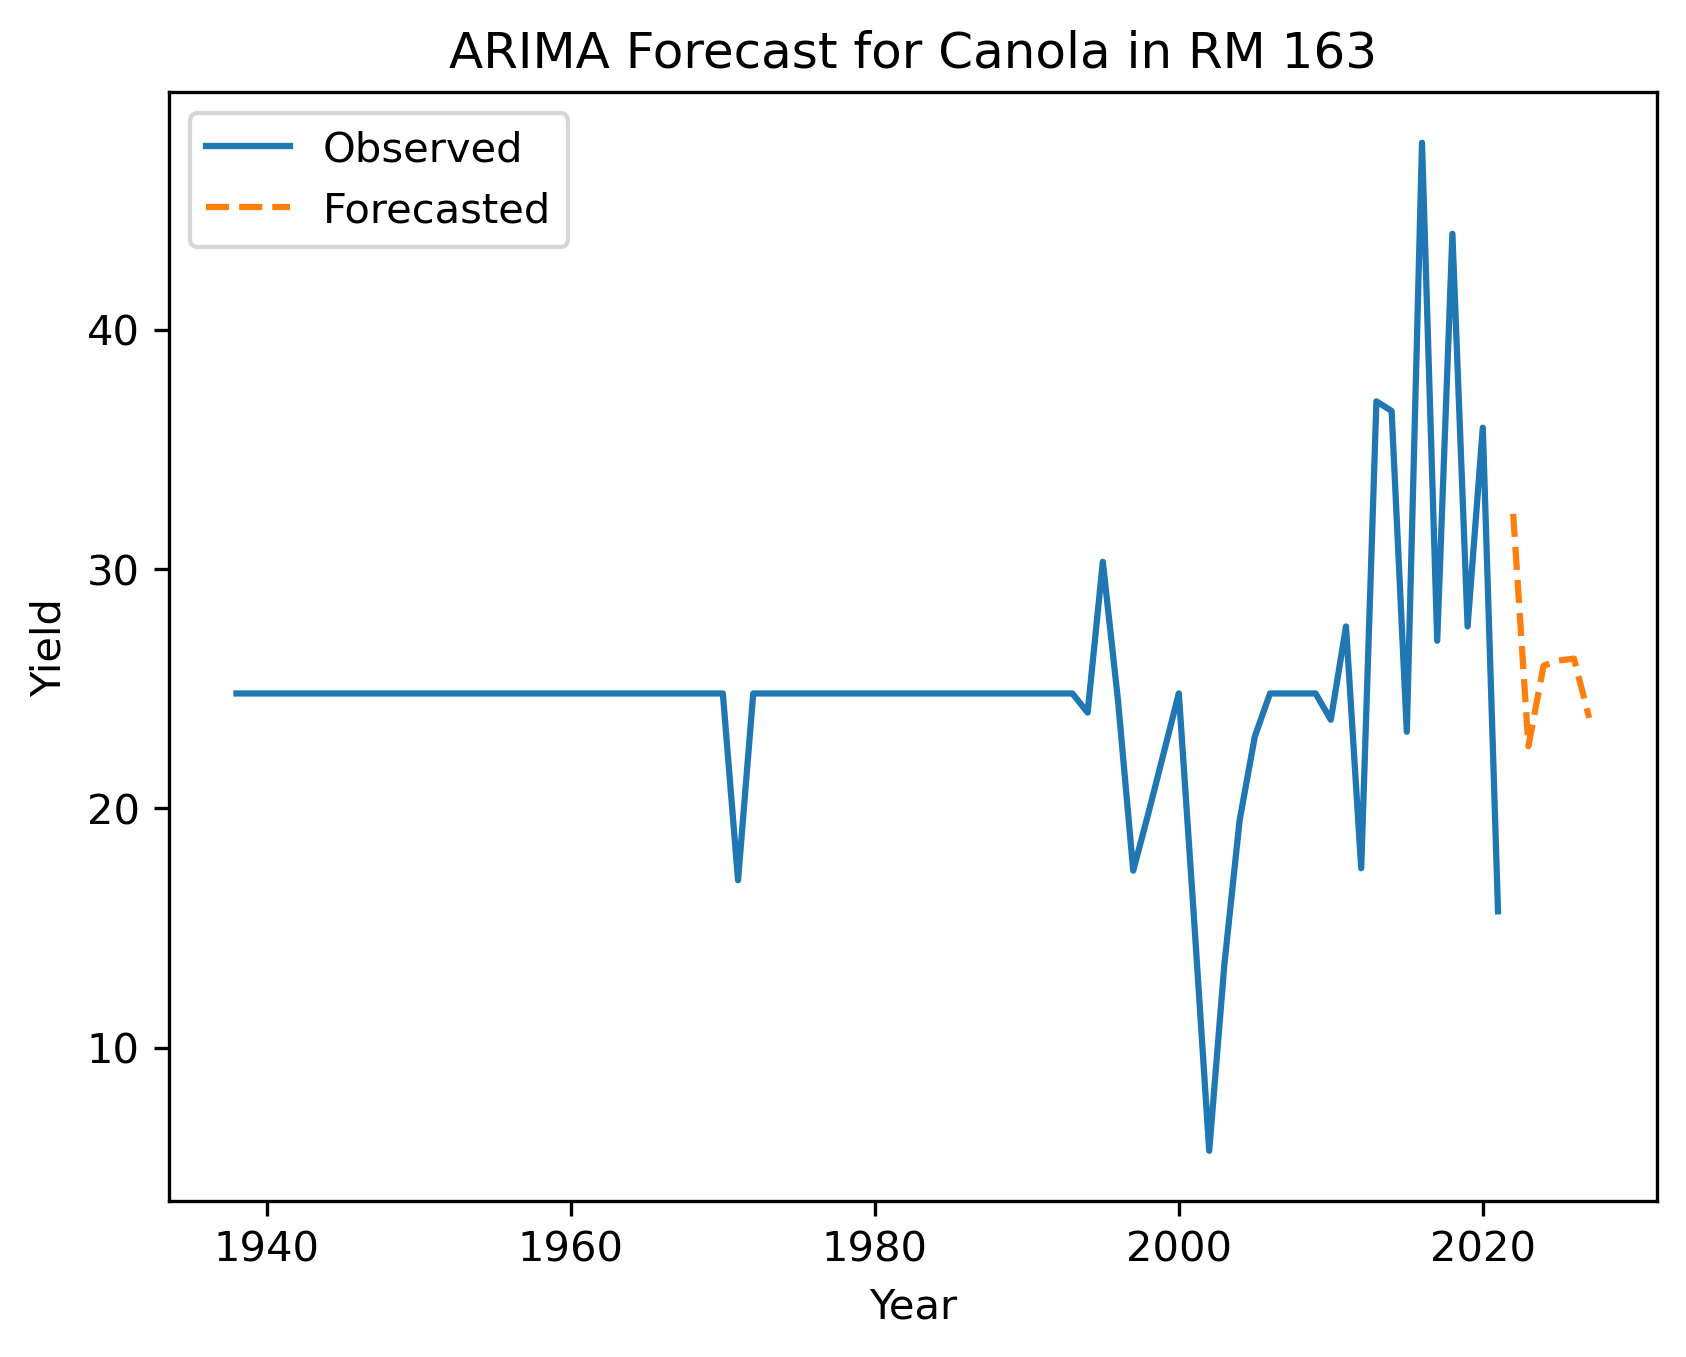 ARIMA Forecast for Canola in RM 163
Observed
Forecasted
40
30
20
10
Yield
1940 1960 1980 2000 2020
Year